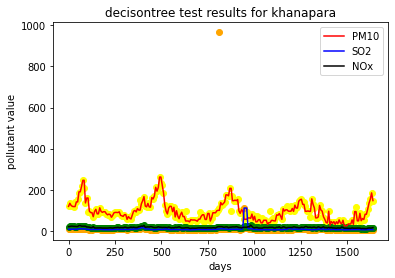 decisontree test results for khanapara
1000
800
600
400
200
0
pollutant value
PM10
SO2
NOx
0 250 500 750 1000 1250 1500
days